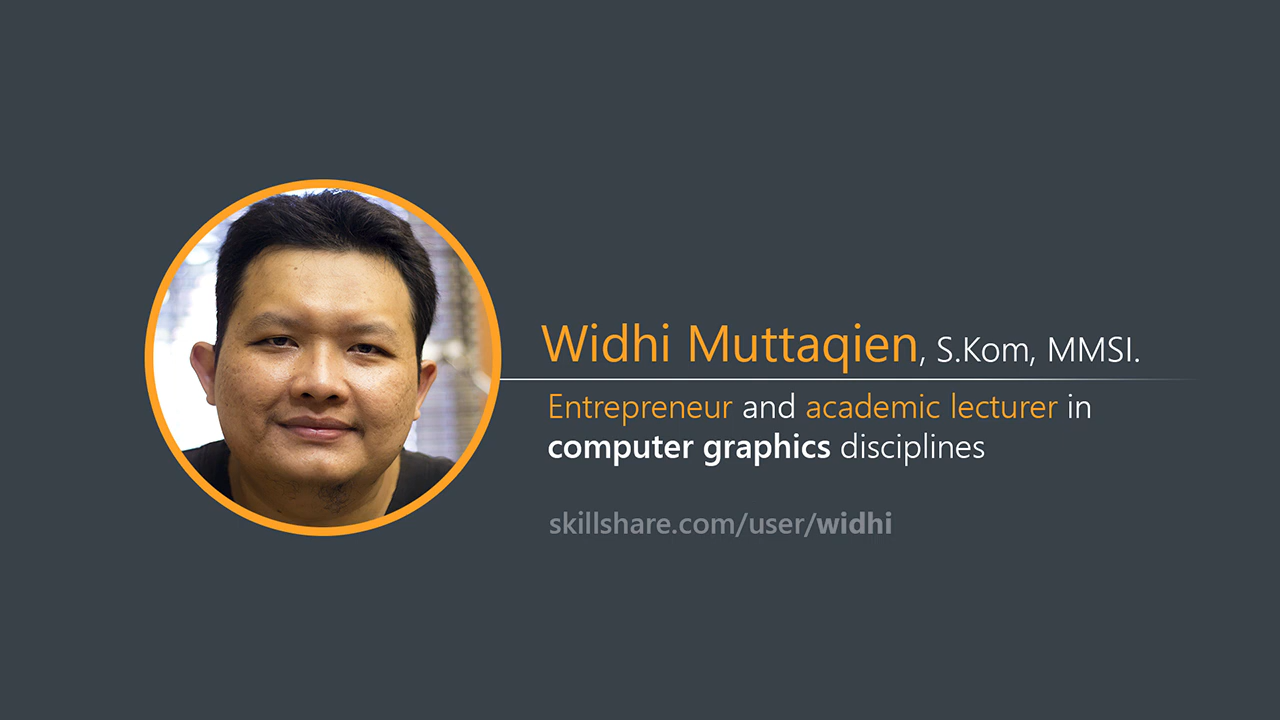 Widhi Muttaqien, S.Kom, MMSI.
Entrepreneur and academic lecturer in
computer graphics disciplines
skillshare.com/user/widhi